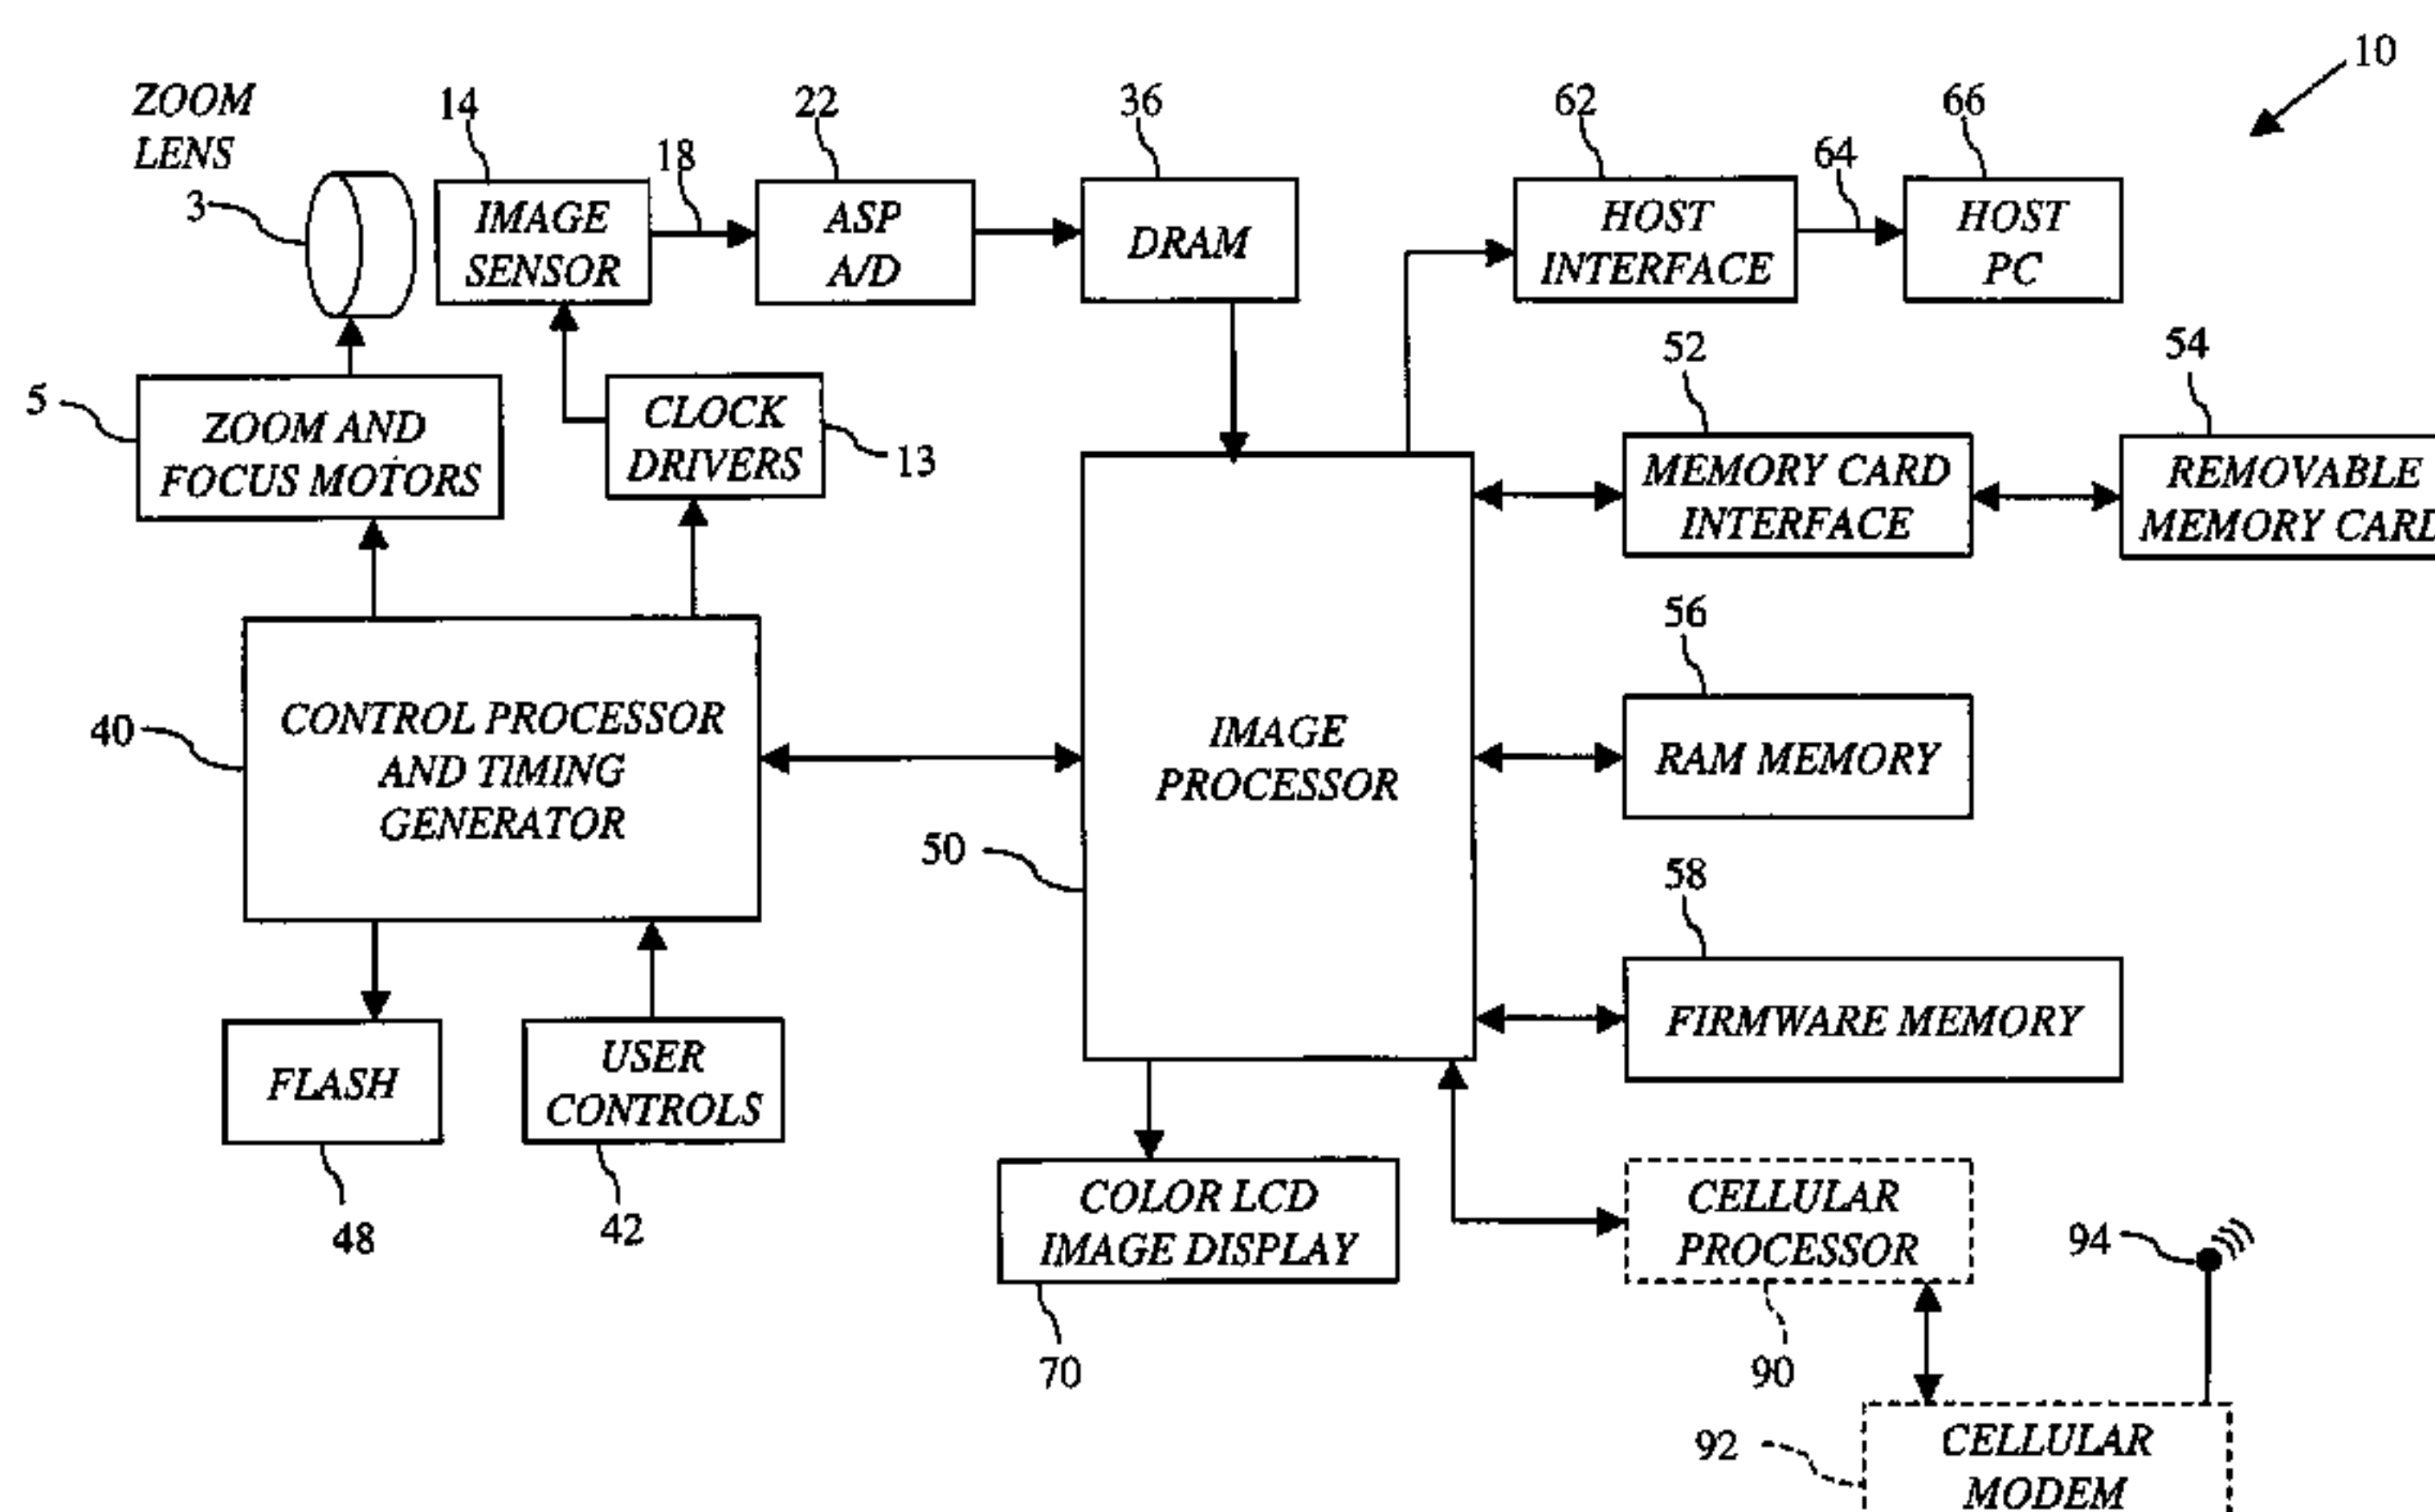 10
ZOOM
LENS
3
14
18
22
36
62
64
66
IMAGE
SENSOR
ASP
A/D
DRAM
HOST
INTERFACE
HOST
PC
5
ZOOM AND
FOCUS MOTORS
CLOCK
DRIVERS
13
52
54
MEMORY CARD
INTERFACE
REMOVABLE
MEMORY CARD
40
CONTROL PROCESSOR
AND TIMING
GENERATOR
IMAGE
PROCESSOR
50
56
RAM MEMORY
58
FIRMWARE MEMORY
FLASH
48
USER
CONTROLS
42
COLOR LCD
IMAGE DISPLAY
70
CELLULAR
PROCESSOR
90
94
92
CELLULAR
MODEM